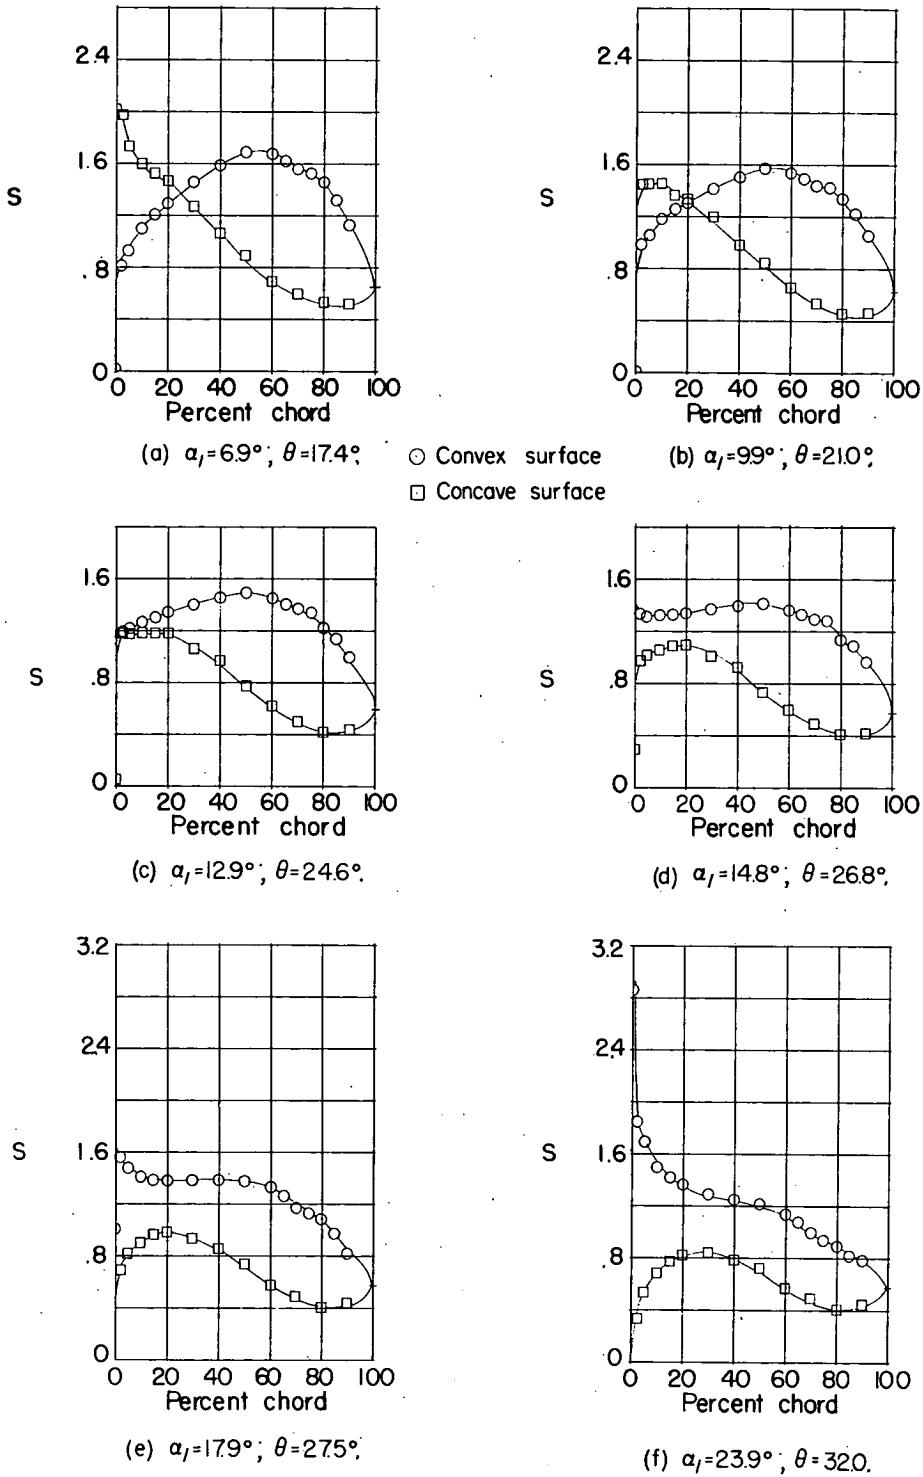 2.4
2.4
1.6
1.6
S
S
.8
.8
0
0
0 20 40 60 80 100
0 20 40 60 80 100
Percent chord
Percent chord
(a) α₁=6.9°; θ=17.4°.
Convex surface
(b) α₁=9.9°; θ=21.0°.
Concave surface
1.6
1.6
S
S
.8
.8
0
0
0 20 40 60 80 100
0 20 40 60 80 100
Percent chord
Percent chord
(c) α₁=12.9°; θ=24.6°.
(d) α₁=14.8°; θ=26.8°.
3.2
3.2
2.4
2.4
S
S
1.6
1.6
.8
.8
0
0
0 20 40 60 80 100
0 20 40 60 80 100
Percent chord
Percent chord
(e) α₁=17.9°; θ=27.5°.
(f) α₁=23.9°; θ=32.0.